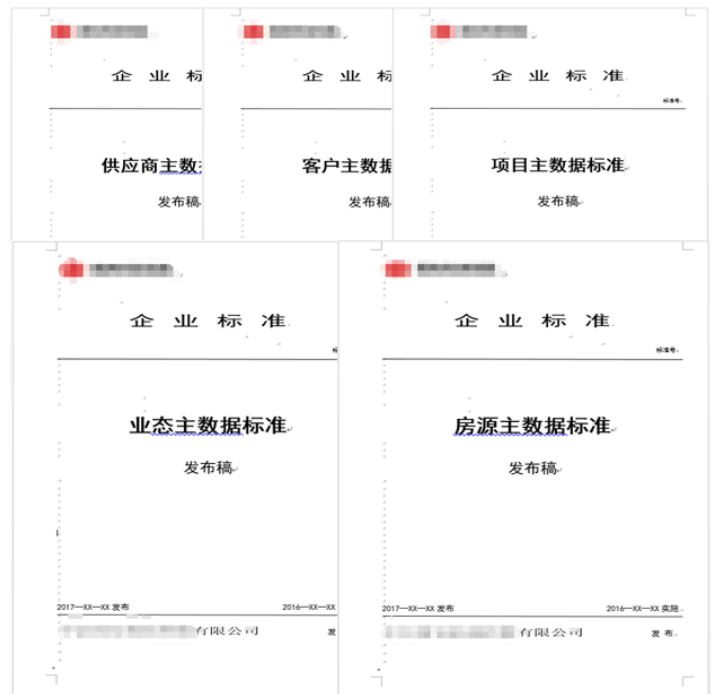 企 业 标
企 业 标
企 业 标 准
标准号:
供应商主数据
客户主数据
项目主数据标准
发布稿
发布稿
发布稿
企 业 标 准
企 业 标 准
标
标准号:
业态主数据标准
房源主数据标准
发布稿
发布稿
2017—XX—XX 发布
2016—XX—XX
2017—XX—XX 发布
2016—XX—XX 实施
有限公司
发
有限公司
发 布